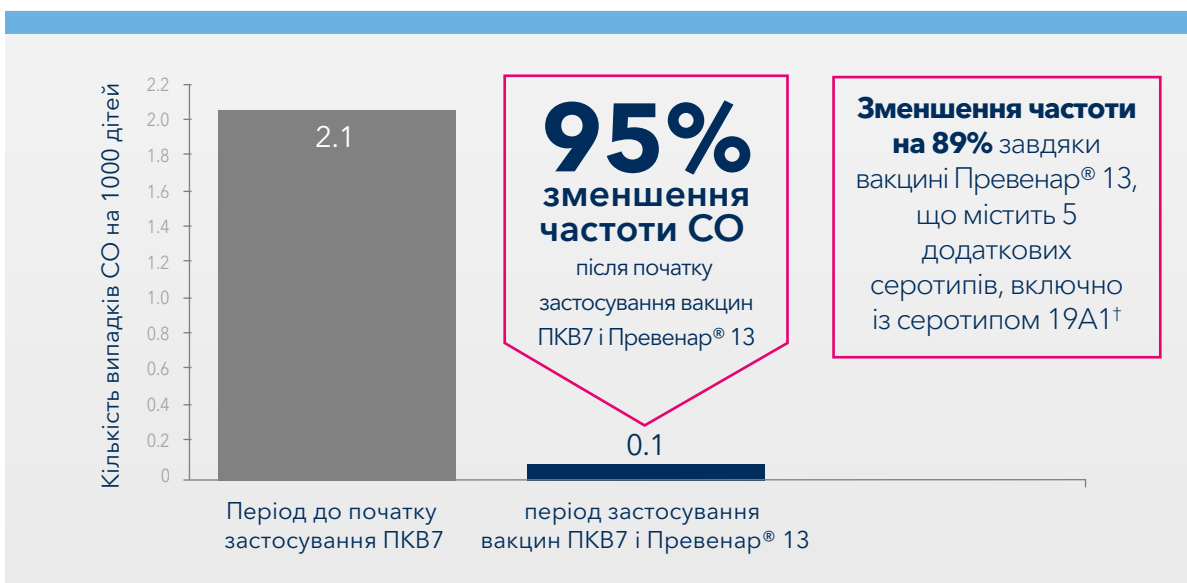 Кількість випадків СО на 1000 дітей
2.2
2.0
1.8
1.6
1.4
1.2
1.0
0.8
0.6
0.4
0.2
0
2.1
95%
зменшення
частоти СО
після початку
застосування вакцин
ПКВ7 і Превенар® 13
0.1
Зменшення частоти
на 89% завдяки
вакцині Превенар® 13,
що містить 5
додаткових
серотипів, включно
із серотипом 19A1†
Період до початку
застосування ПКВ7
період застосування
вакцин ПКВ7 і Превенар® 13